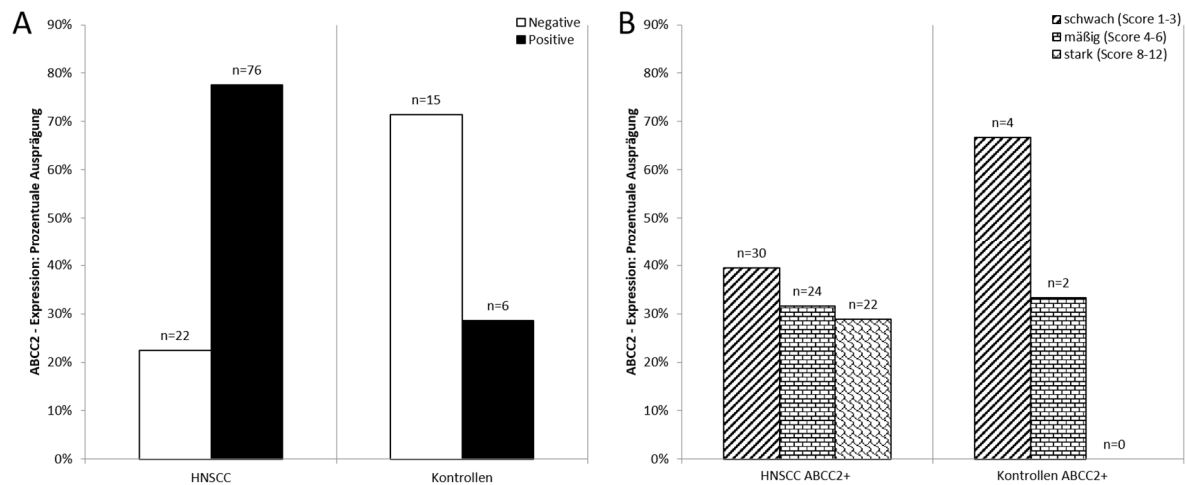 A
ABCC2 - Expression: Prozentuale Ausprägung
90%
80%
70%
60%
50%
40%
30%
20%
10%
0%
Negative
Positive
n=22
n=76
n=15
n=6
HNSCC
Kontrollen
B
ABCC2 - Expression: Prozentuale Ausprägung
90%
80%
70%
60%
50%
40%
30%
20%
10%
0%
schwach (Score 1-3)
mäßig (Score 4-6)
stark (Score 8-12)
n=30
n=24
n=22
n=4
n=2
n=0
HNSCC ABCC2+
Kontrollen ABCC2+